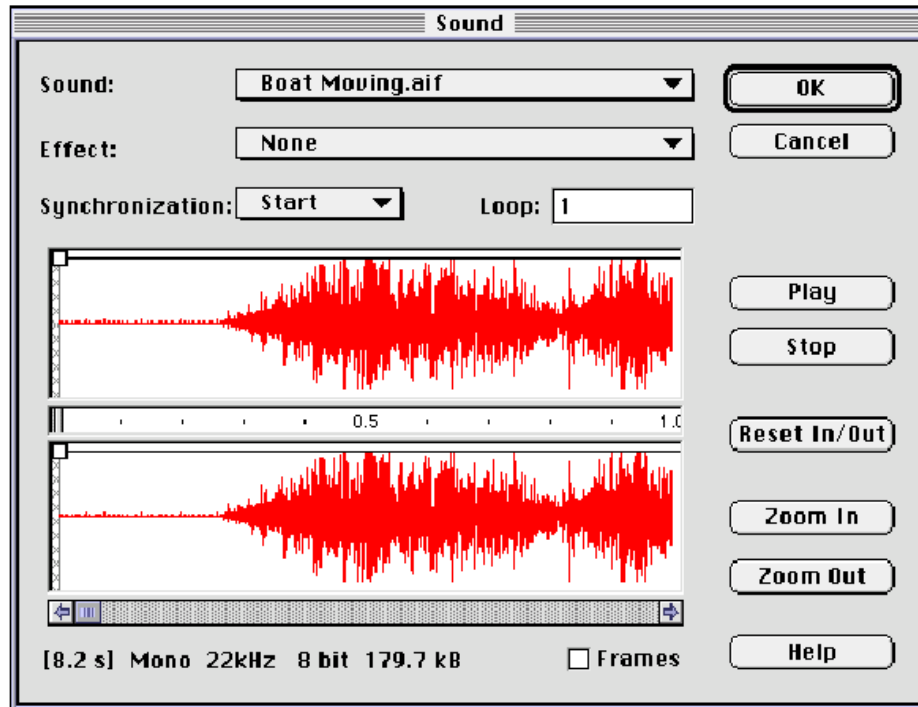 Sound
Sound: Boat Moving.aif OK
Effect: None Cancel
Synchronization: Start Loop: 1
Play
Stop
0.5 1.0
Reset In/Out
Zoom In
Zoom Out
[8.2 s] Mono 22kHz 8 bit 179.7 kB Frames Help